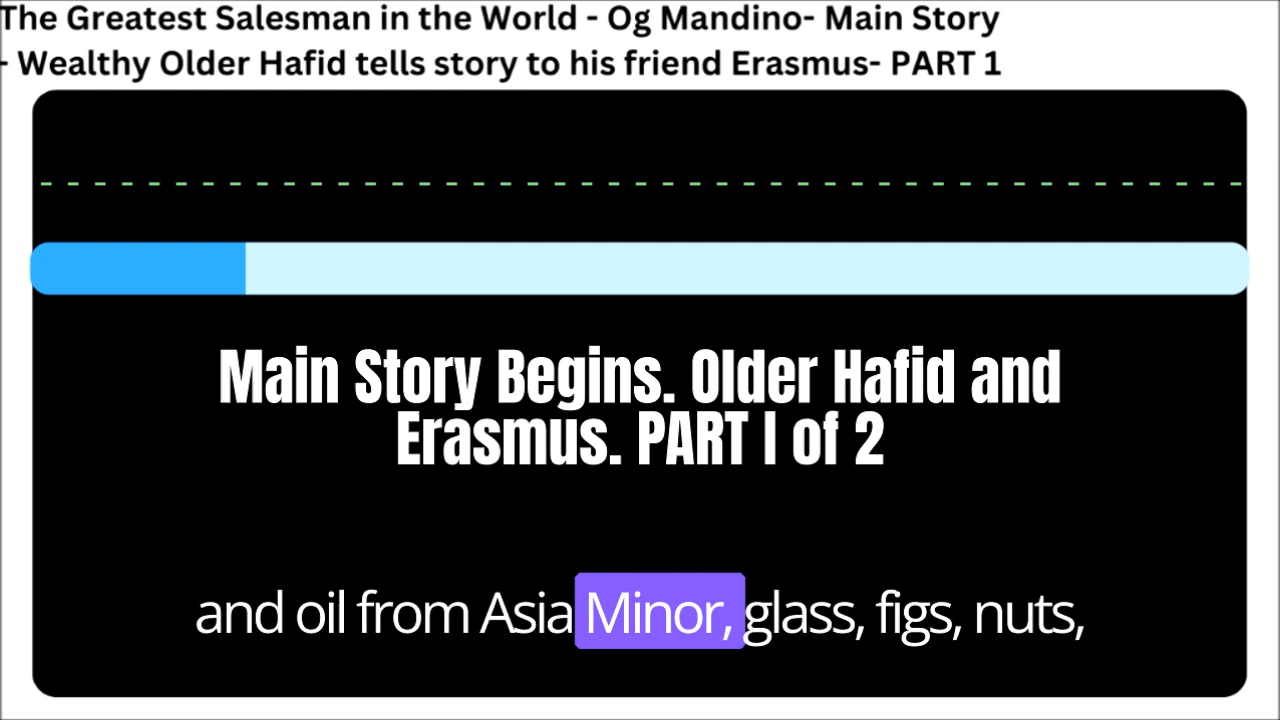 The Greatest Salesman in the World - Og Mandino- Main Story
- Wealthy Older Hafid tells story to his friend Erasmus- PART 1
Main Story Begins. Older Hafid and
Erasmus. PART I of 2
and oil from Asia Minor, glass, figs, nuts,